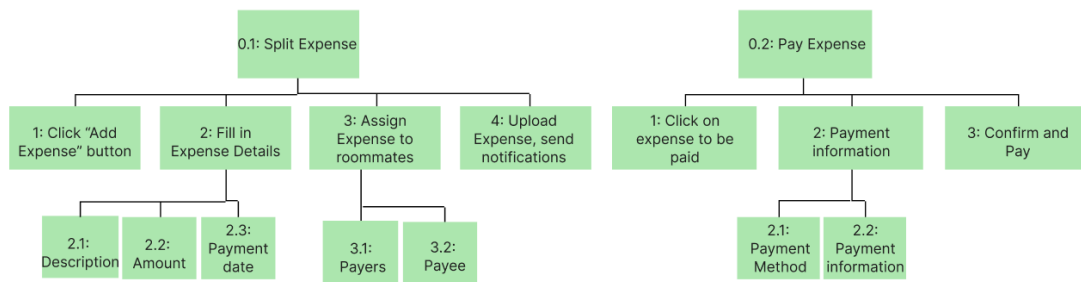 0.1: Split Expense
0.2: Pay Expense
1: Click “Add
Expense” button
2: Fill in
Expense Details
3: Assign
Expense to
roommates
4: Upload
Expense, send
notifications
1: Click on
expense to be
paid
2: Payment
information
3: Confirm and
Pay
2.1:
Description
2.2:
Amount
2.3:
Payment
date
3.1:
Payers
3.2:
Payee
2.1:
Payment
Method
2.2:
Payment
information